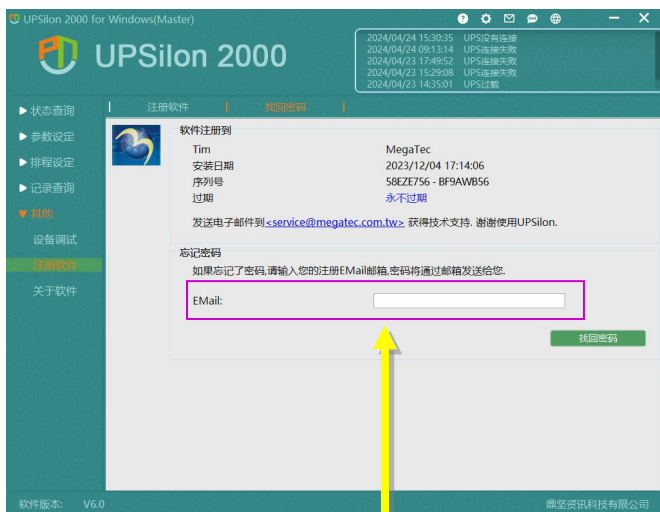 UPSilon 2000 for Windows(Master)
UPSilon 2000
2024/04/24 15:30:35 UPS没有连接
2024/04/24 09:13:14 UPS连接失败
2024/04/23 17:49:52 UPS连接失败
2024/04/23 15:29:08 UPS连接失败
2024/04/23 14:35:01 UPS过载
状态查询
参数设定
排程设定
记录查询
其他
设备调试
注册软件
关于软件
注册软件 找回密码
软件注册到
Tim MegaTec
安装日期 2023/12/04 17:14:06
序列号 58EZE756 - BF9AWB56
过期 永不过期
发送电子邮件到<service@megatec.com.tw> 获得技术支持. 谢谢使用UPSilon.
忘记密码
如果忘记了密码,请输入您的注册EMail邮箱,密码将通过邮箱发送给您.
EMail:
找回密码
软件版本: V6.0 鼎坚资讯科技有限公司